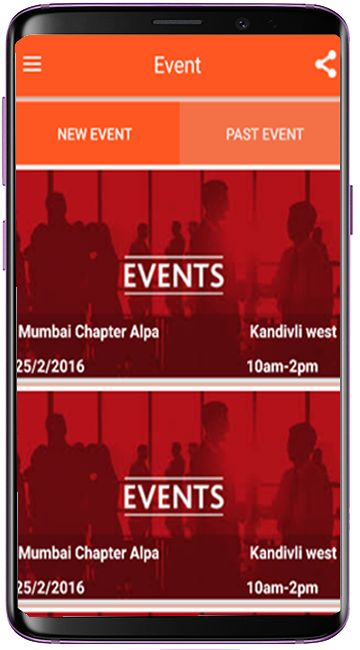 Event
NEW EVENT PAST EVENT
EVENTS
Mumbai Chapter Alpa Kandivli west
25/2/2016 10am-2pm
EVENTS
Mumbai Chapter Alpa Kandivli west
25/2/2016 10am-2pm